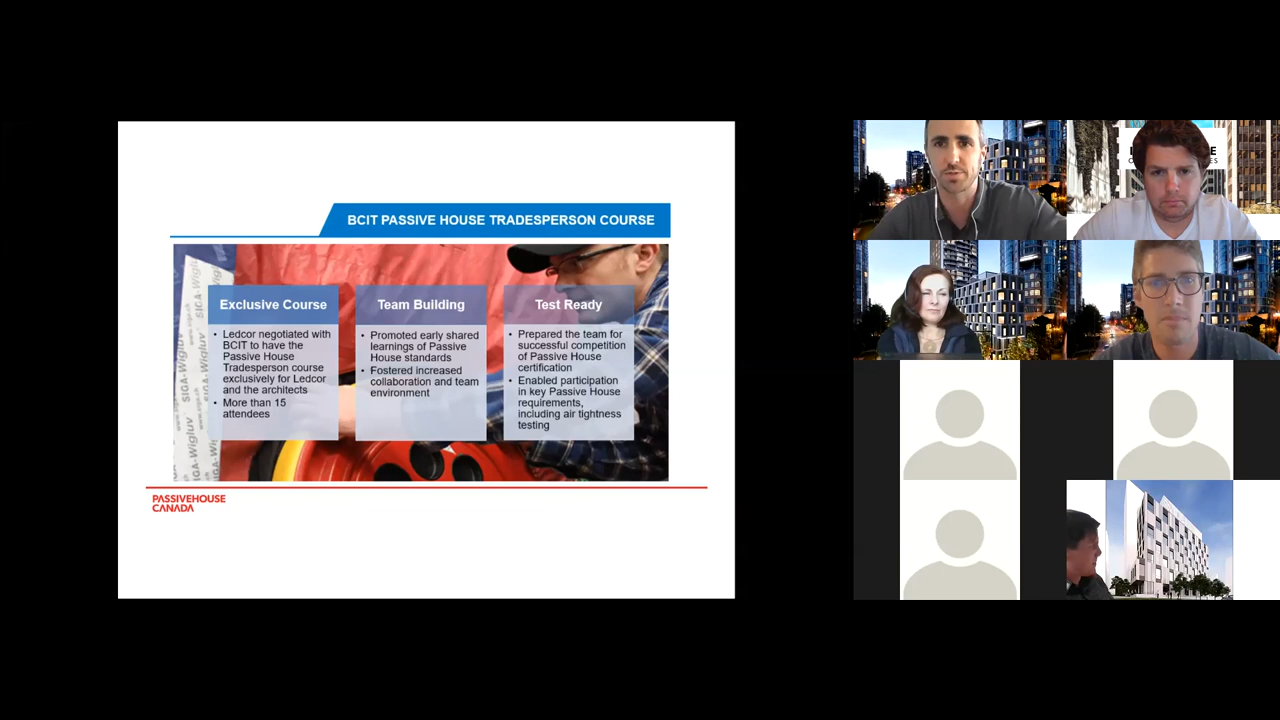 BCIT PASSIVE HOUSE TRADESPERSON COURSE
Exclusive Course
• Ledcor negotiated with
BCIT to have the
Passive House
Tradesperson course
exclusively for Ledcor
and the architects
• More than 15
attendees
Team Building
• Promoted early shared
learnings of Passive
House standards
• Fostered increased
collaboration and team
environment
Test Ready
• Prepared the team for
successful competition
of Passive House
certification
• Enabled participation
in key Passive House
requirements,
including air tightness
testing
SIGA-Wigluv
SIGA-Wigluv
PASSIVEHOUSE
CANADA